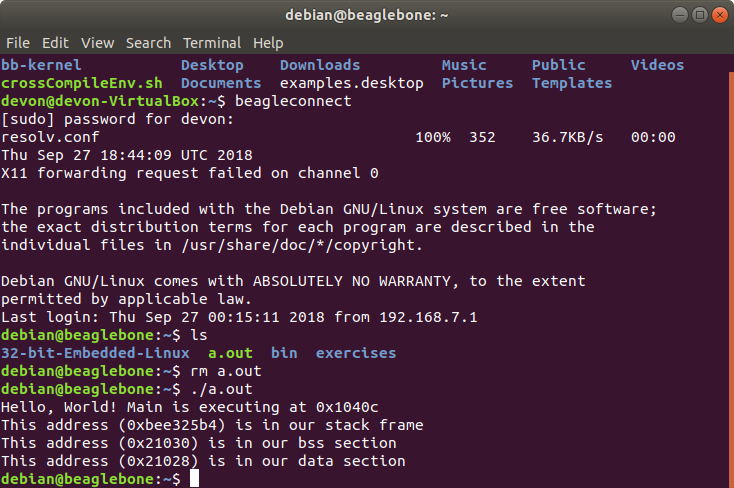 debian@beaglebone: ~
File Edit View Search Terminal Help
bb-kernel Desktop Downloads Music Public Videos
crossCompileEnv.sh Documents examples.desktop Pictures Templates
devon@devon-VirtualBox:~$ beagleconnect
[sudo] password for devon:
resolv.conf 100% 352 36.7KB/s 00:00
Thu Sep 27 18:44:09 UTC 2018
X11 forwarding request failed on channel 0
The programs included with the Debian GNU/Linux system are free software;
the exact distribution terms for each program are described in the
individual files in /usr/share/doc/*/copyright.
Debian GNU/Linux comes with ABSOLUTELY NO WARRANTY, to the extent
permitted by applicable law.
Last login: Thu Sep 27 00:15:11 2018 from 192.168.7.1
debian@beaglebone:~$ ls
32-bit-Embedded-Linux a.out bin exercises
debian@beaglebone:~$ rm a.out
debian@beaglebone:~$ ./a.out
Hello, World! Main is executing at 0x1040c
This address (0xbee325b4) is in our stack frame
This address (0x21030) is in our bss section
This address (0x21028) is in our data section
debian@beaglebone:~$